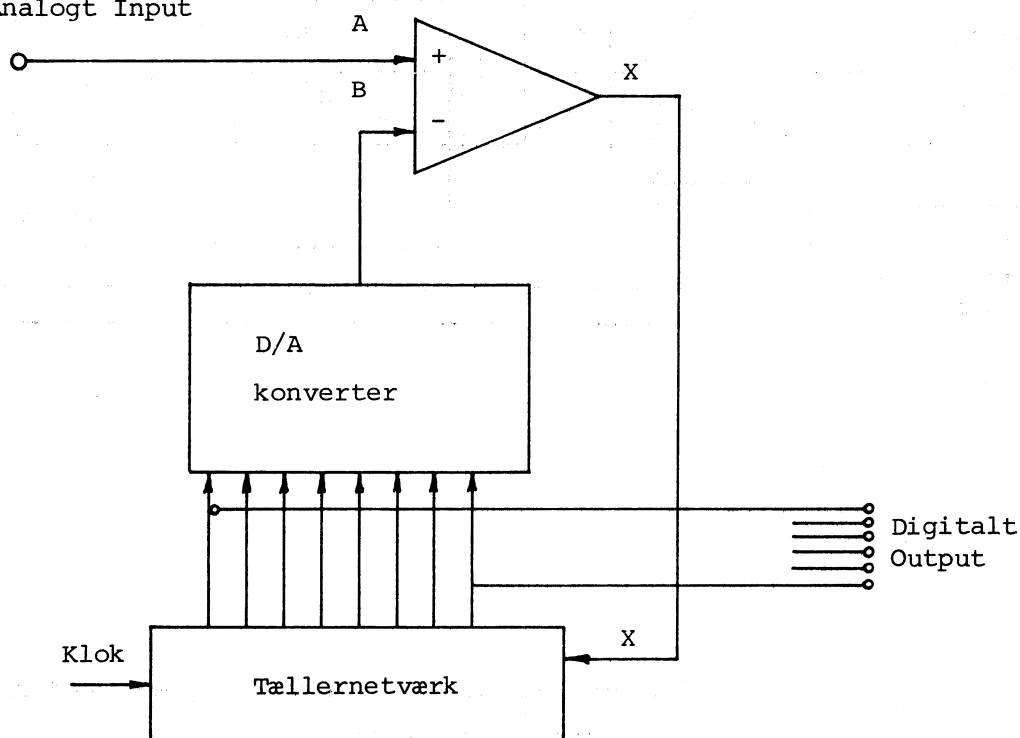 Analogt Input
A
+
X
B
-
D/A
konverter
Digitalt
Output
X
Klok
Tællernetværk